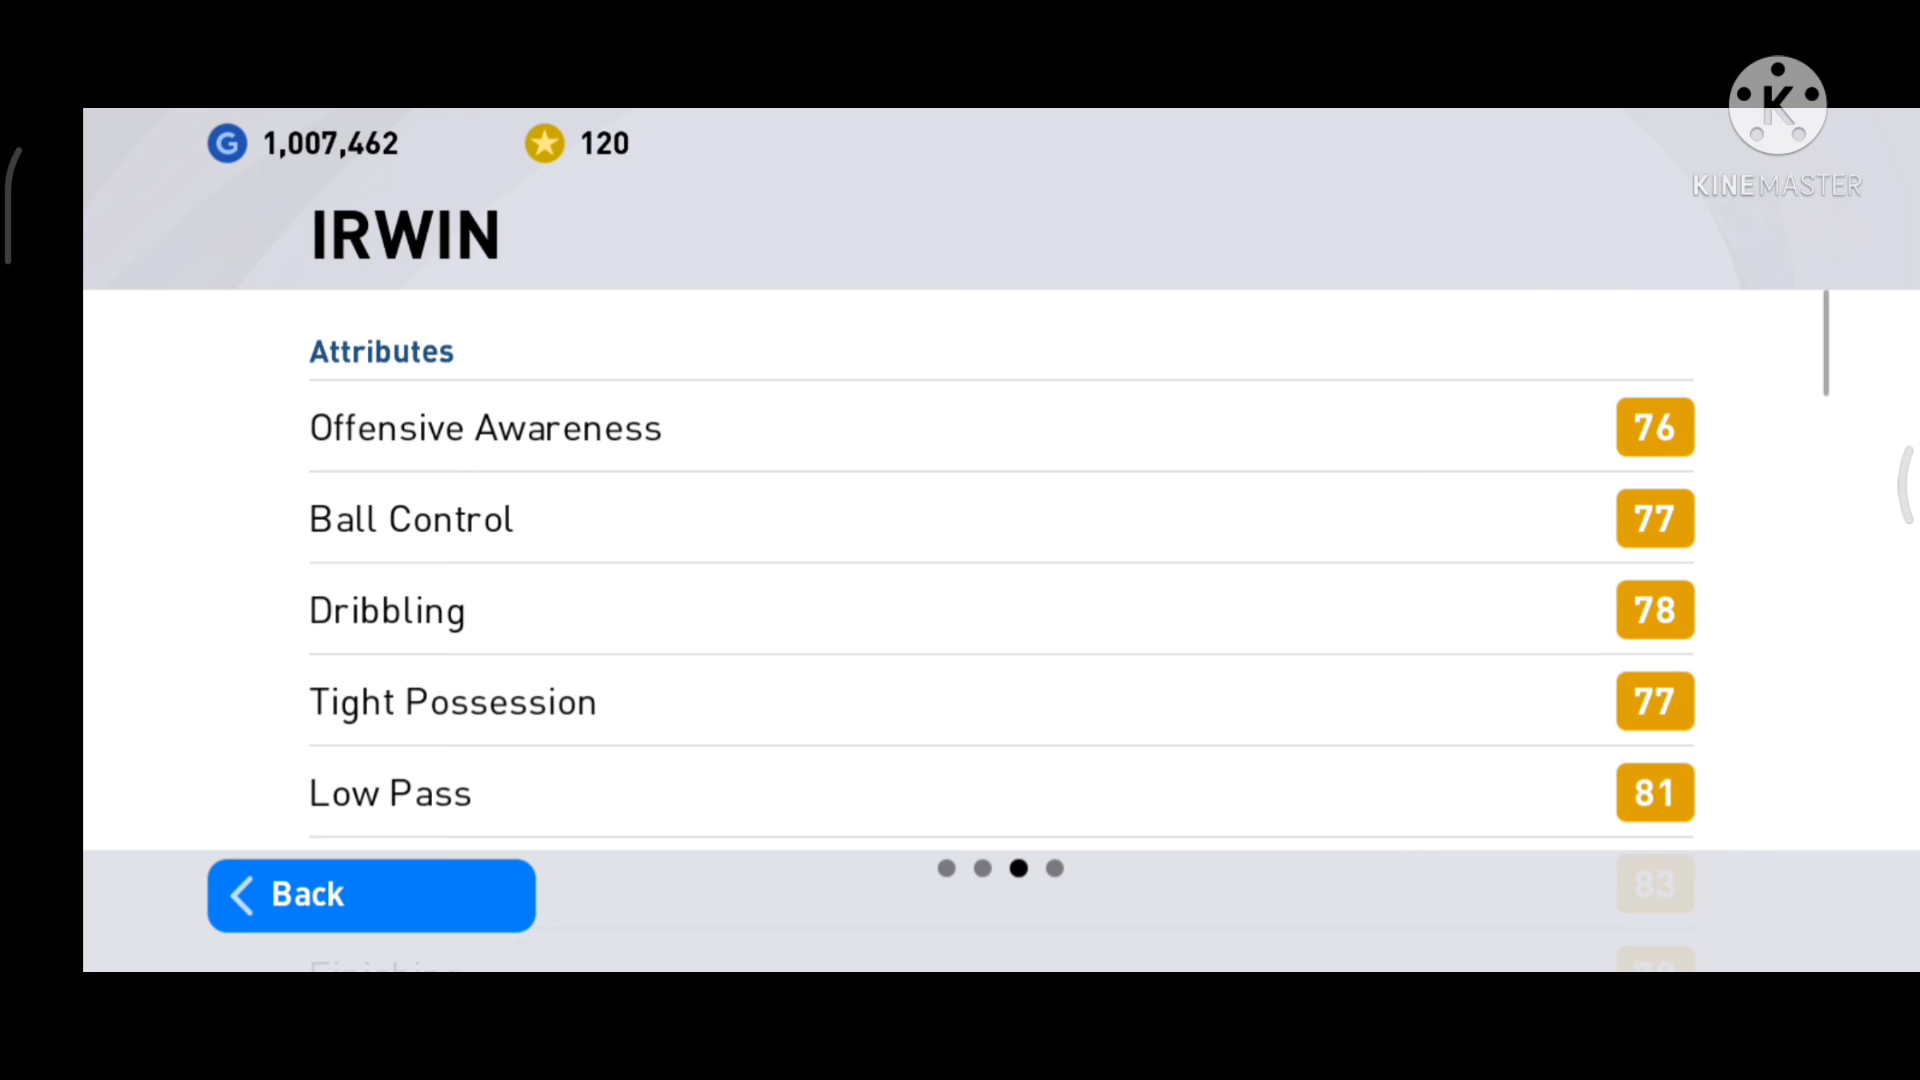 G 1,007,462 120
K
KINEMASTER
IRWIN
Attributes
Offensive Awareness 76
Ball Control 77
Dribbling 78
Tight Possession 77
Low Pass 81
Back
83